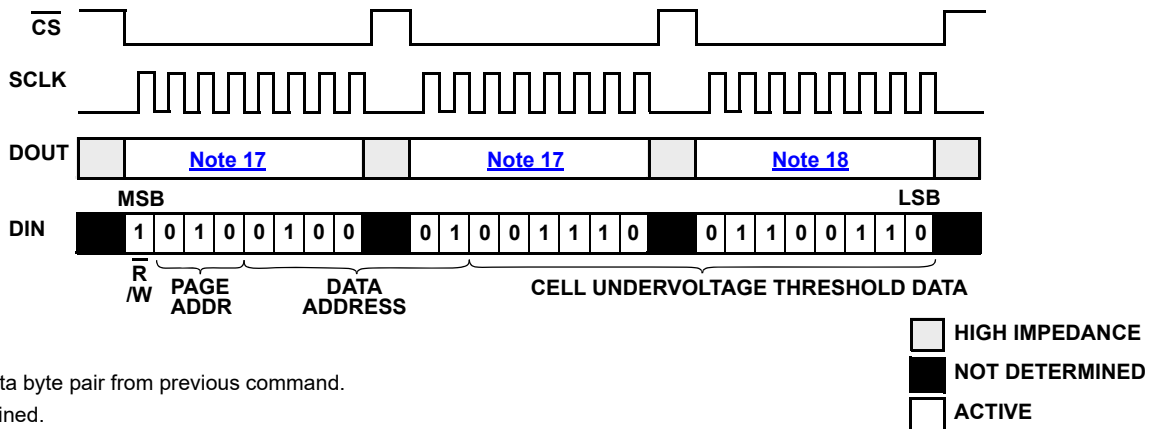 CS
SCLK
DOUT Note 17 Note 17 Note 18
MSB LSB
DIN 1 0 1 0 0 1 0 0 0 1 0 0 1 1 1 0 0 1 1 0 0 1 1 0
R
/W
PAGE
ADDR
DATA
ADDRESS
CELL UNDERVOLTAGE THRESHOLD DATA
HIGH IMPEDANCE
NOT DETERMINED
ACTIVE
ta byte pair from previous command.
ined.